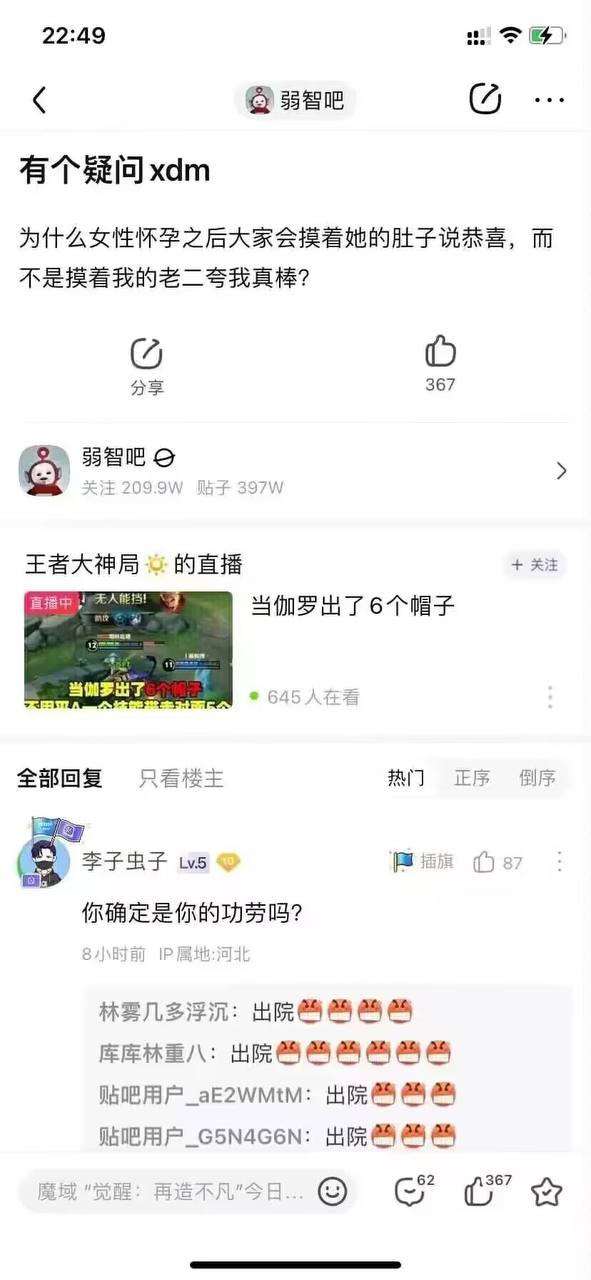 22:49
弱智吧
有个疑问xdm
为什么女性怀孕之后大家会摸着她的肚子说恭喜，而
不是摸着我的老二夸我真棒？
分享
367
弱智吧
关注 209.9W 贴子 397W
王者大神局 的直播
+ 关注
直播中
无人能挡!
当伽罗出了6个帽子
12
11
当伽罗出了6个帽子
645人在看
全部回复 只看楼主
热门 正序 倒序
李子虫子 Lv.5 10
插旗 87
你确定是你的功劳吗？
8小时前 IP属地:河北
林雾几多浮沉：出院
库库林重八：出院
贴吧用户_aE2WMtM：出院
贴吧用户_G5N4G6N：出院
魔域 “觉醒：再造不凡”今日...
62
367